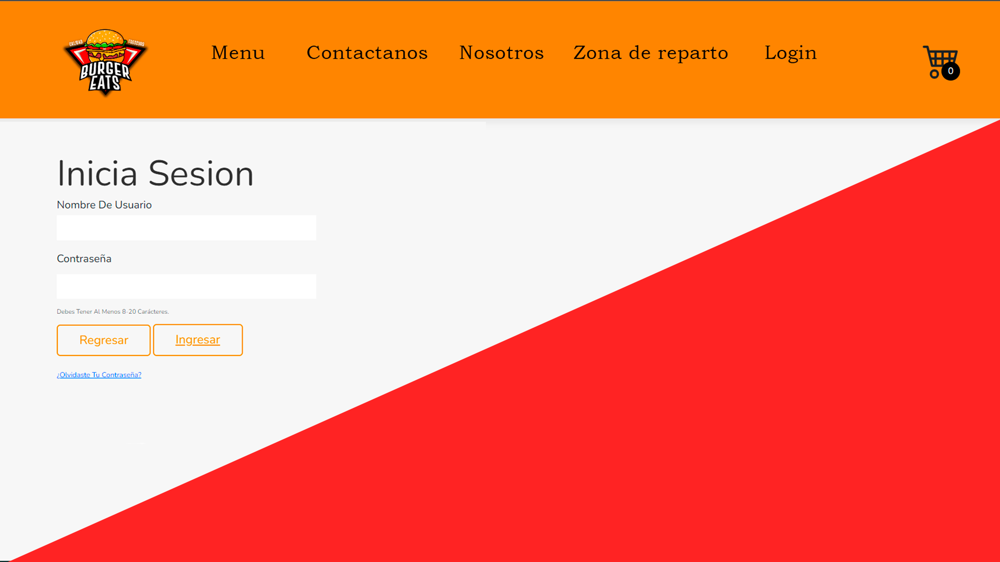 CALIDAD FRESCURA
BURGER
EATS
Menu Contactanos Nosotros Zona de reparto Login
0
Inicia Sesion
Nombre De Usuario
Contraseña
Debes Tener Al Menos 8-20 Carácteres.
Regresar Ingresar
¿Olvidaste Tu Contraseña?